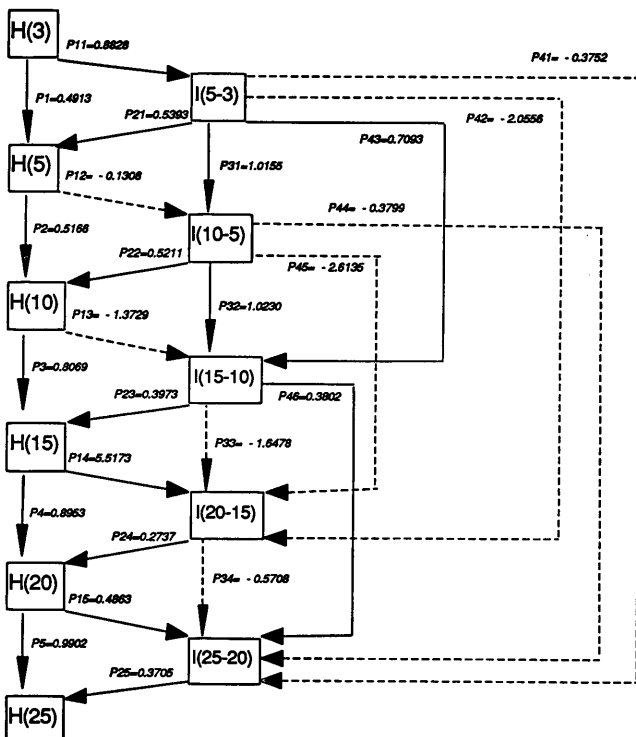 H(3)
P11=0.8828
P41= - 0.3752
I(5-3)
P1=0.4913
P21=0.5393
P43=0.7093
P42= - 2.0556
H(5)
P12= - 0.1308
P31=1.0155
P44= - 0.3799
P2=0.5166
I(10-5)
P22=0.5211
P45= - 2.6135
H(10)
P13= - 1.3729
P32=1.0230
P3=0.8069
I(15-10)
P23=0.3973
P46=0.3802
H(15)
P14=5.5173
P33= - 1.6478
P4=0.8953
I(20-15)
P24=0.2737
H(20)
P15=0.4863
P34= - 0.5708
P5=0.9902
I(25-20)
P25=0.3705
H(25)